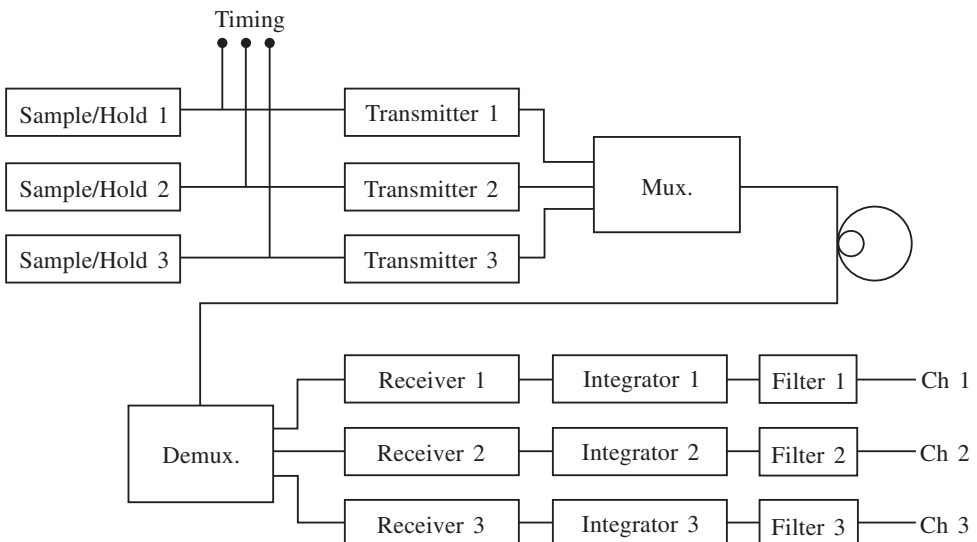 Timing
Sample/Hold 1
Transmitter 1
Sample/Hold 2
Transmitter 2
Mux.
Sample/Hold 3
Transmitter 3
Receiver 1
Integrator 1
Filter 1
Ch 1
Demux.
Receiver 2
Integrator 2
Filter 2
Ch 2
Receiver 3
Integrator 3
Filter 3
Ch 3